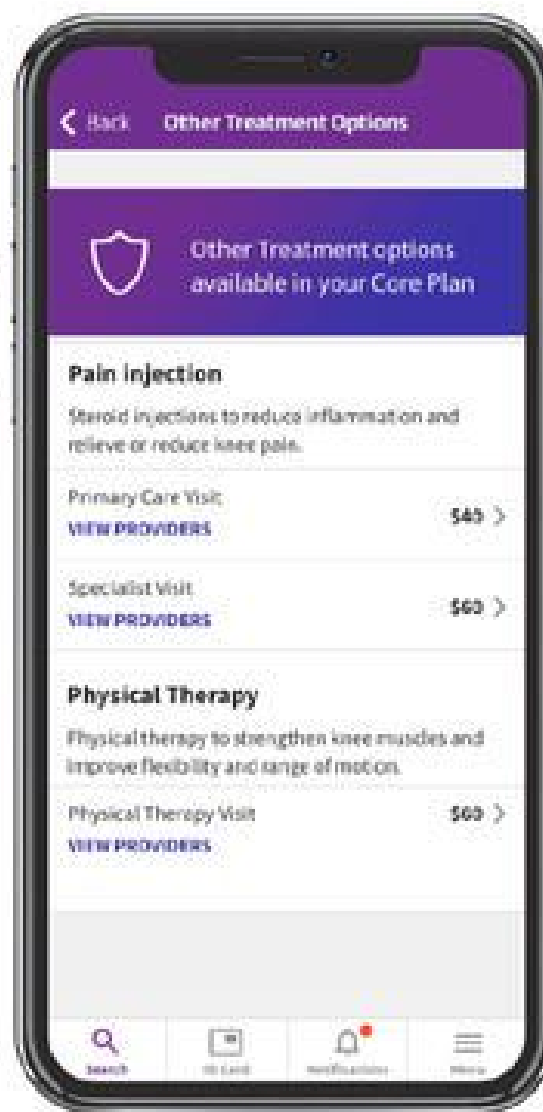 Back Other Treatment Options
Other Treatment options
available in your Core Plan
Pain injection
Steroid injections to reduce inflammation and
relieve or reduce knee pain.
Primary Care Visit
$40
VIEW PROVIDERS
Specialist Visit
$60
VIEW PROVIDERS
Physical Therapy
Physical therapy to strengthen knee muscles and
improve flexibility and range of motion.
Physical Therapy Visit $60
VIEW PROVIDERS
Search ID Card Notifications Menu